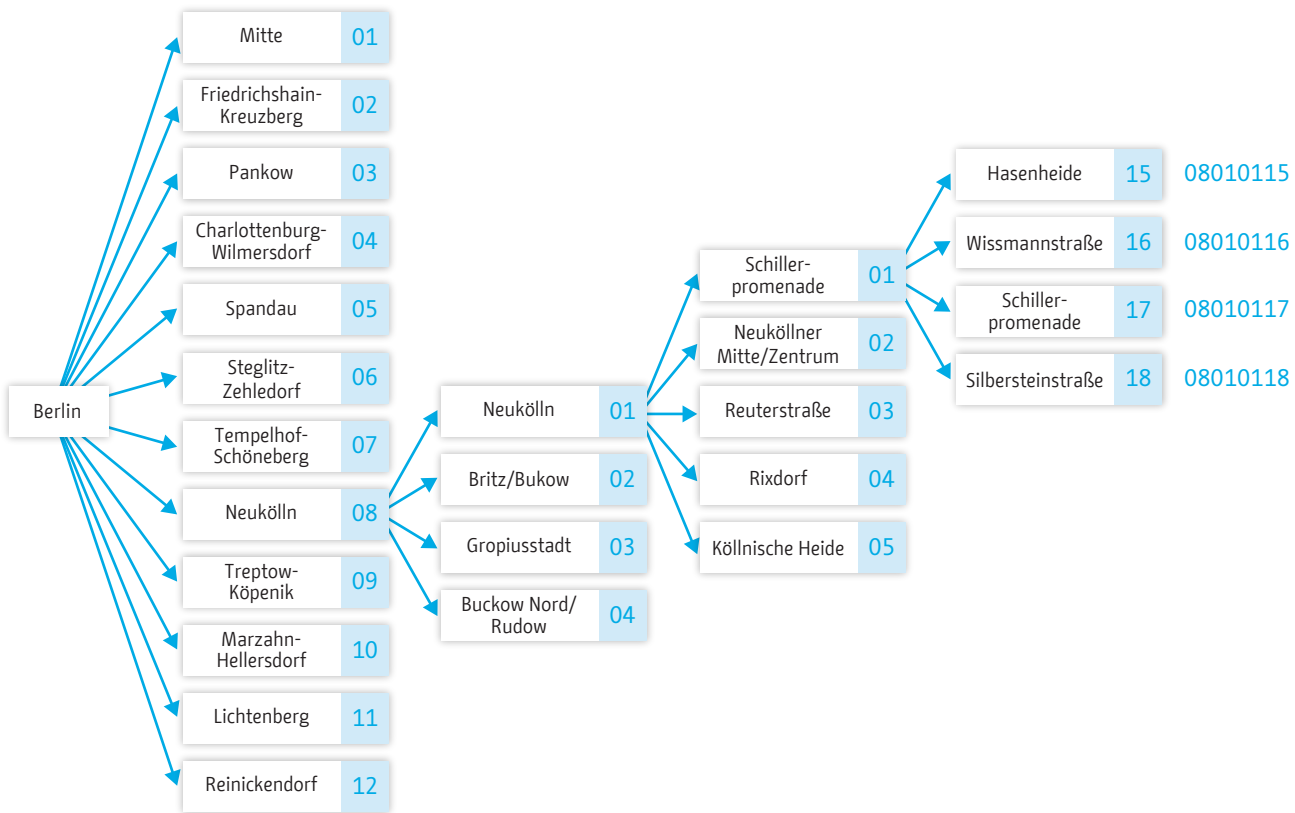 Berlin
Mitte 01
Friedrichshain-
Kreuzberg 02
Pankow 03
Charlottenburg-
Wilmersdorf 04
Spandau 05
Steglitz-
Zehledorf 06
Tempelhof-
Schöneberg 07
Neukölln 08
Treptow-
Köpenik 09
Marzahn-
Hellersdorf 10
Lichtenberg 11
Reinickendorf 12
Neukölln 01
Britz/Bukow 02
Gropiusstadt 03
Buckow Nord/
Rudow 04
Schiller-
promenade 01
Neuköllner
Mitte/Zentrum 02
Reuterstraße 03
Rixdorf 04
Köllnische Heide 05
Hasenheide 15 08010115
Wissmannstraße 16 08010116
Schiller-
promenade 17 08010117
Silbersteinstraße 18 08010118